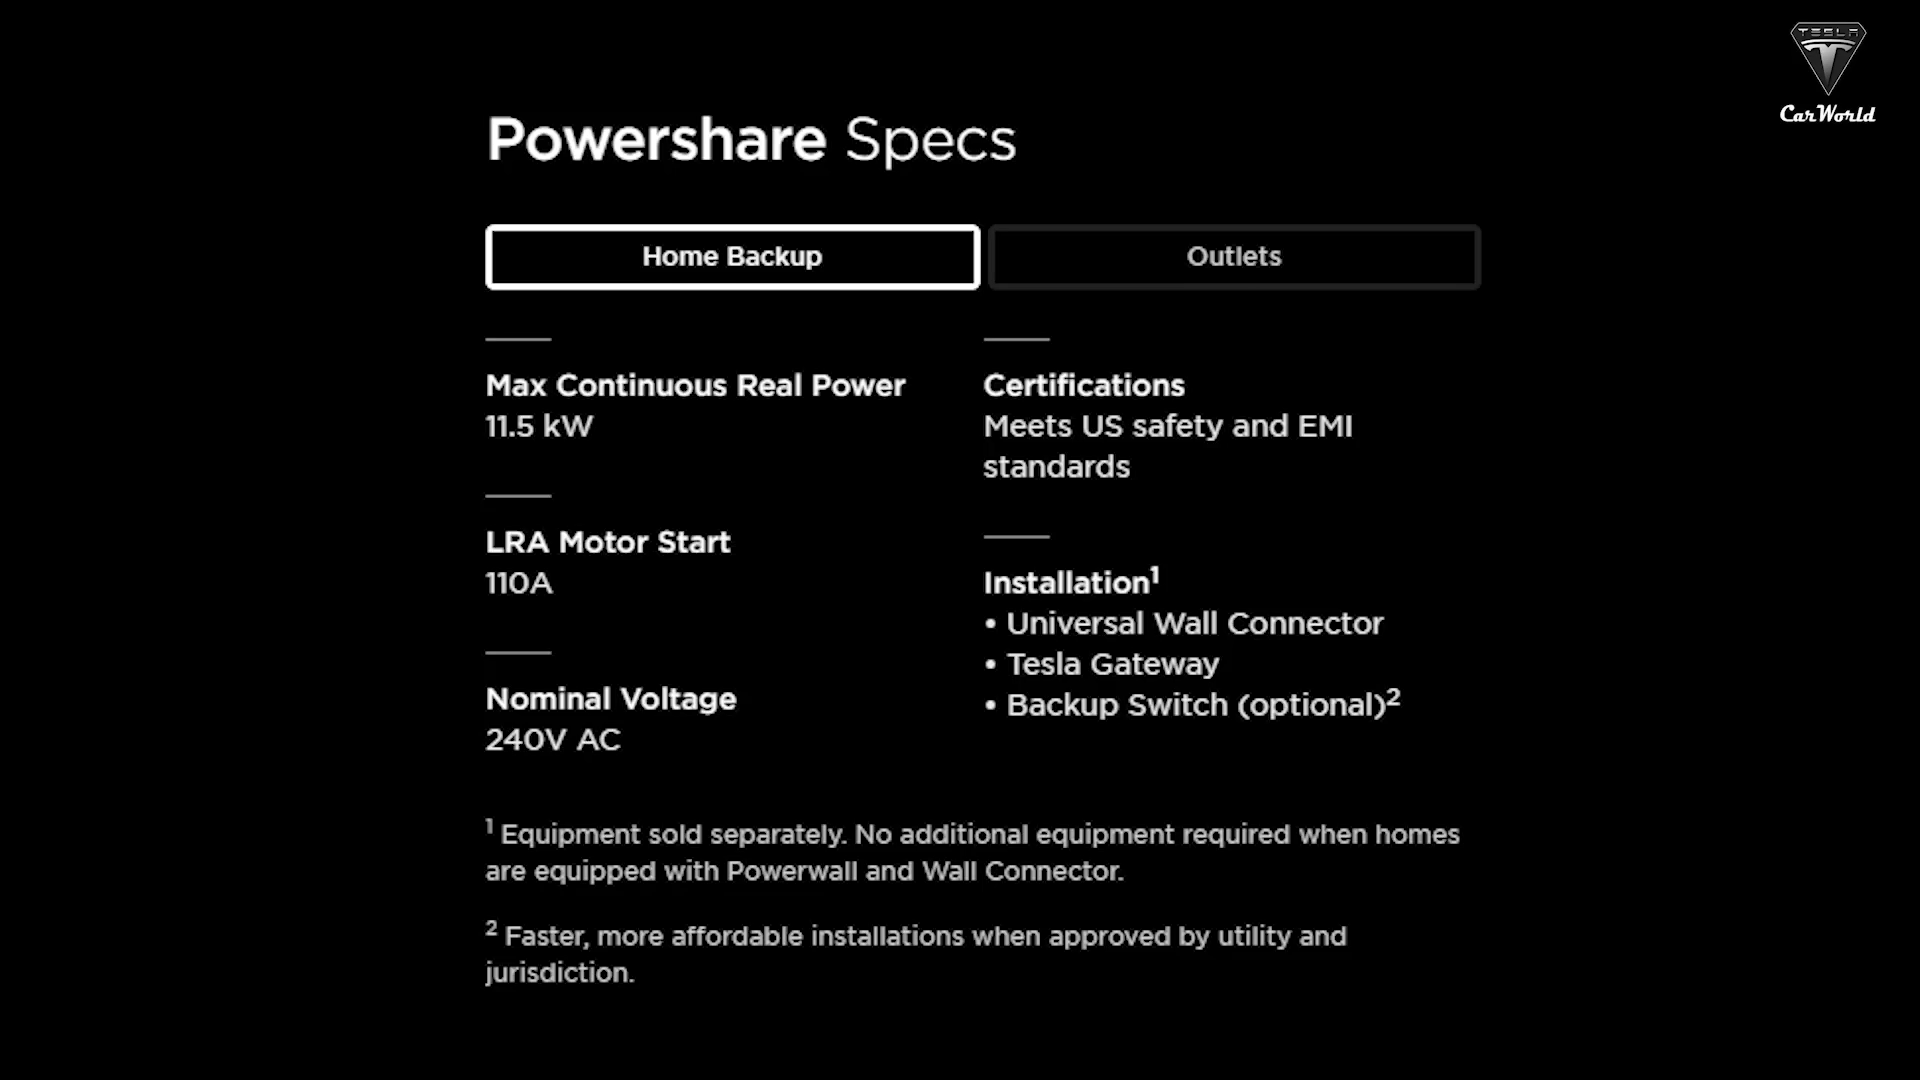 TESLA
CarWorld
Powershare Specs
Home Backup
Outlets
Max Continuous Real Power
11.5 kW
LRA Motor Start
110A
Nominal Voltage
240V AC
Certifications
Meets US safety and EMI
standards
Installation¹
• Universal Wall Connector
• Tesla Gateway
• Backup Switch (optional)²
¹ Equipment sold separately. No additional equipment required when homes
are equipped with Powerwall and Wall Connector.
² Faster, more affordable installations when approved by utility and
jurisdiction.